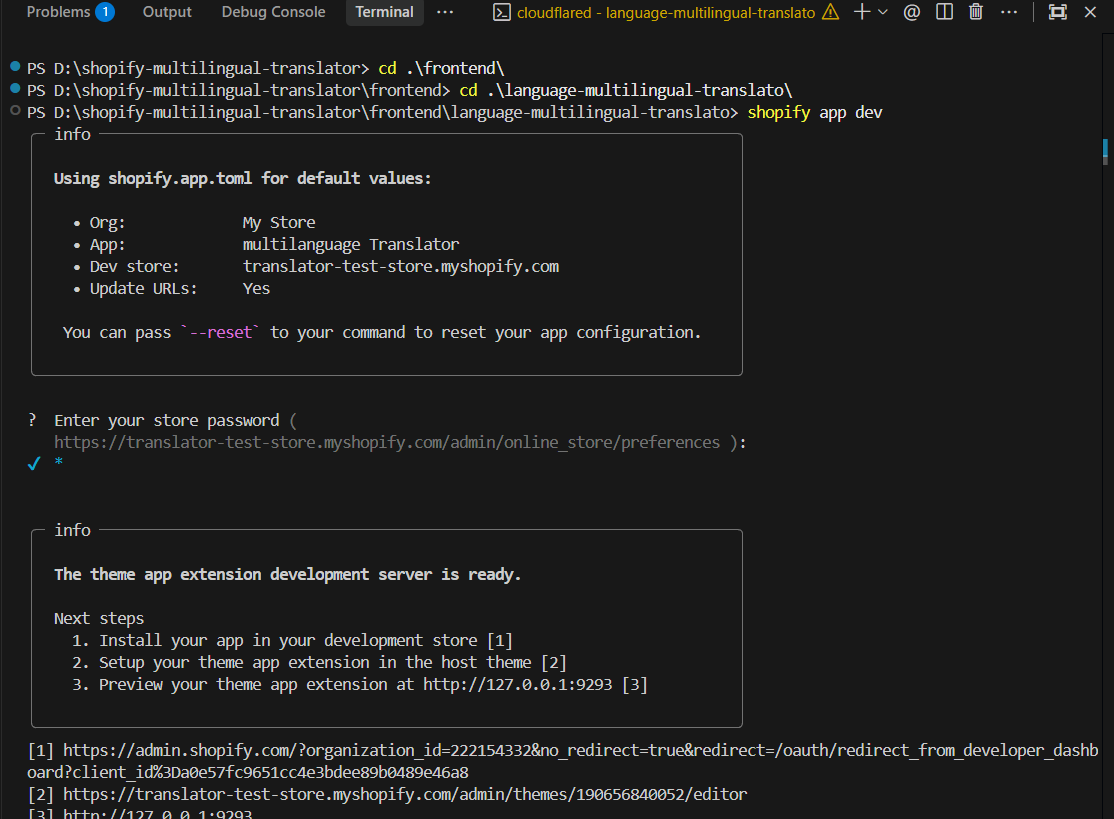 Problems 1 Output Debug Console Terminal ··· cloudflared - language-multilingual-translato
PS D:\shopify-multilingual-translator> cd .\frontend\
PS D:\shopify-multilingual-translator\frontend> cd .\language-multilingual-translato\
PS D:\shopify-multilingual-translator\frontend\language-multilingual-translato> shopify app dev
info
Using shopify.app.toml for default values:
• Org: My Store
• App: multilanguage Translator
• Dev store: translator-test-store.myshopify.com
• Update URLs: Yes
You can pass `--reset` to your command to reset your app configuration.
? Enter your store password (
https://translator-test-store.myshopify.com/admin/online_store/preferences ):
✓ *
info
The theme app extension development server is ready.
Next steps
1. Install your app in your development store [1]
2. Setup your theme app extension in the host theme [2]
3. Preview your theme app extension at http://127.0.0.1:9293 [3]
[1] https://admin.shopify.com/?organization_id=222154332&no_redirect=true&redirect=/oauth/redirect_from_developer_dashb
oard?client_id%3Da0e57fc9651cc4e3bdee89b0489e46a8
[2] https://translator-test-store.myshopify.com/admin/themes/190656840052/editor
[3] http://127.0.0.1:9293